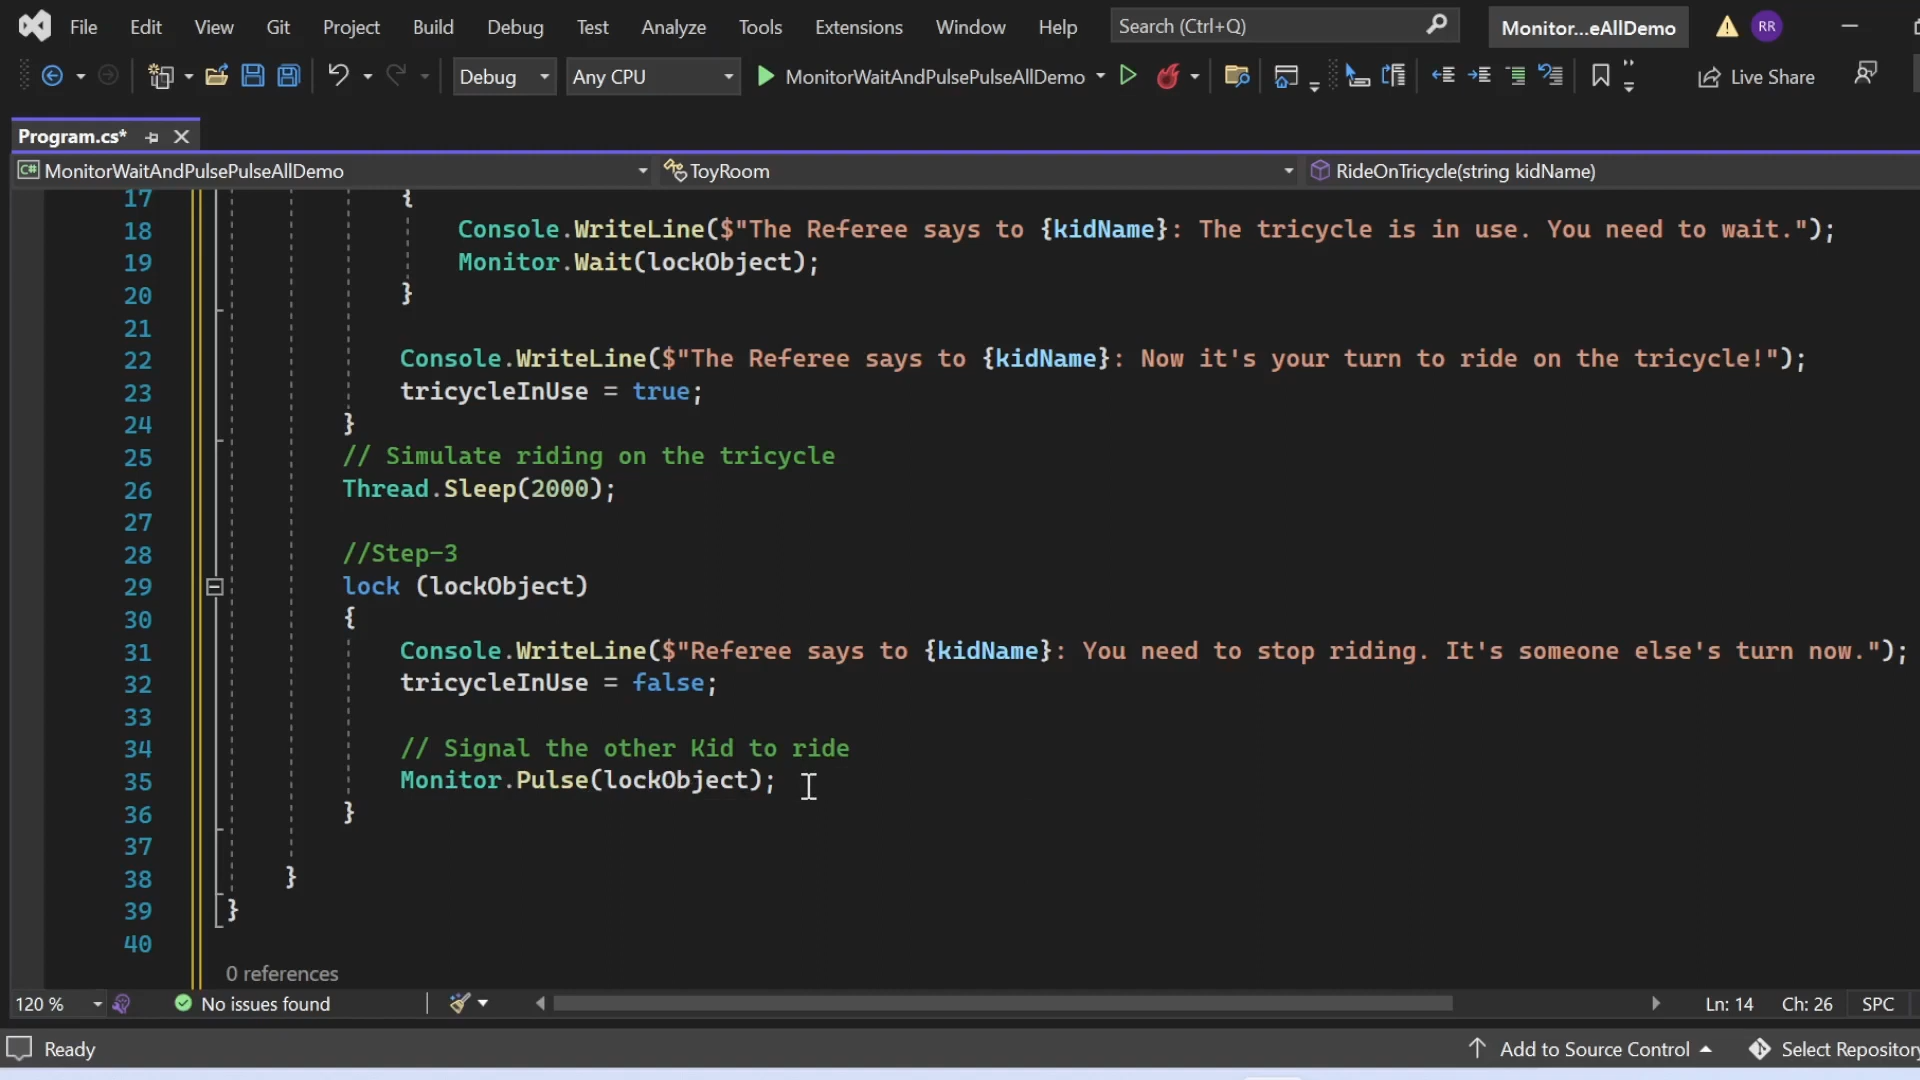 File Edit View Git Project Build Debug Test Analyze Tools Extensions Window Help Search (Ctrl+Q) Monitor...eAllDemo RR
Debug Any CPU MonitorWaitAndPulsePulseAllDemo Live Share
Program.cs*
C# MonitorWaitAndPulsePulseAllDemo ToyRoom RideOnTricycle(string kidName)
17 {
18 Console.WriteLine($"The Referee says to {kidName}: The tricycle is in use. You need to wait.");
19 Monitor.Wait(lockObject);
20 }
21
22 Console.WriteLine($"The Referee says to {kidName}: Now it's your turn to ride on the tricycle!");
23 tricycleInUse = true;
24 }
25 // Simulate riding on the tricycle
26 Thread.Sleep(2000);
27
28 //Step-3
29 lock (lockObject)
30 {
31 Console.WriteLine($"Referee says to {kidName}: You need to stop riding. It's someone else's turn now.");
32 tricycleInUse = false;
33
34 // Signal the other Kid to ride
35 Monitor.Pulse(lockObject);
36 }
37
38 }
39 }
40
0 references
120 % No issues found Ln: 14 Ch: 26 SPC
Ready Add to Source Control Select Repository